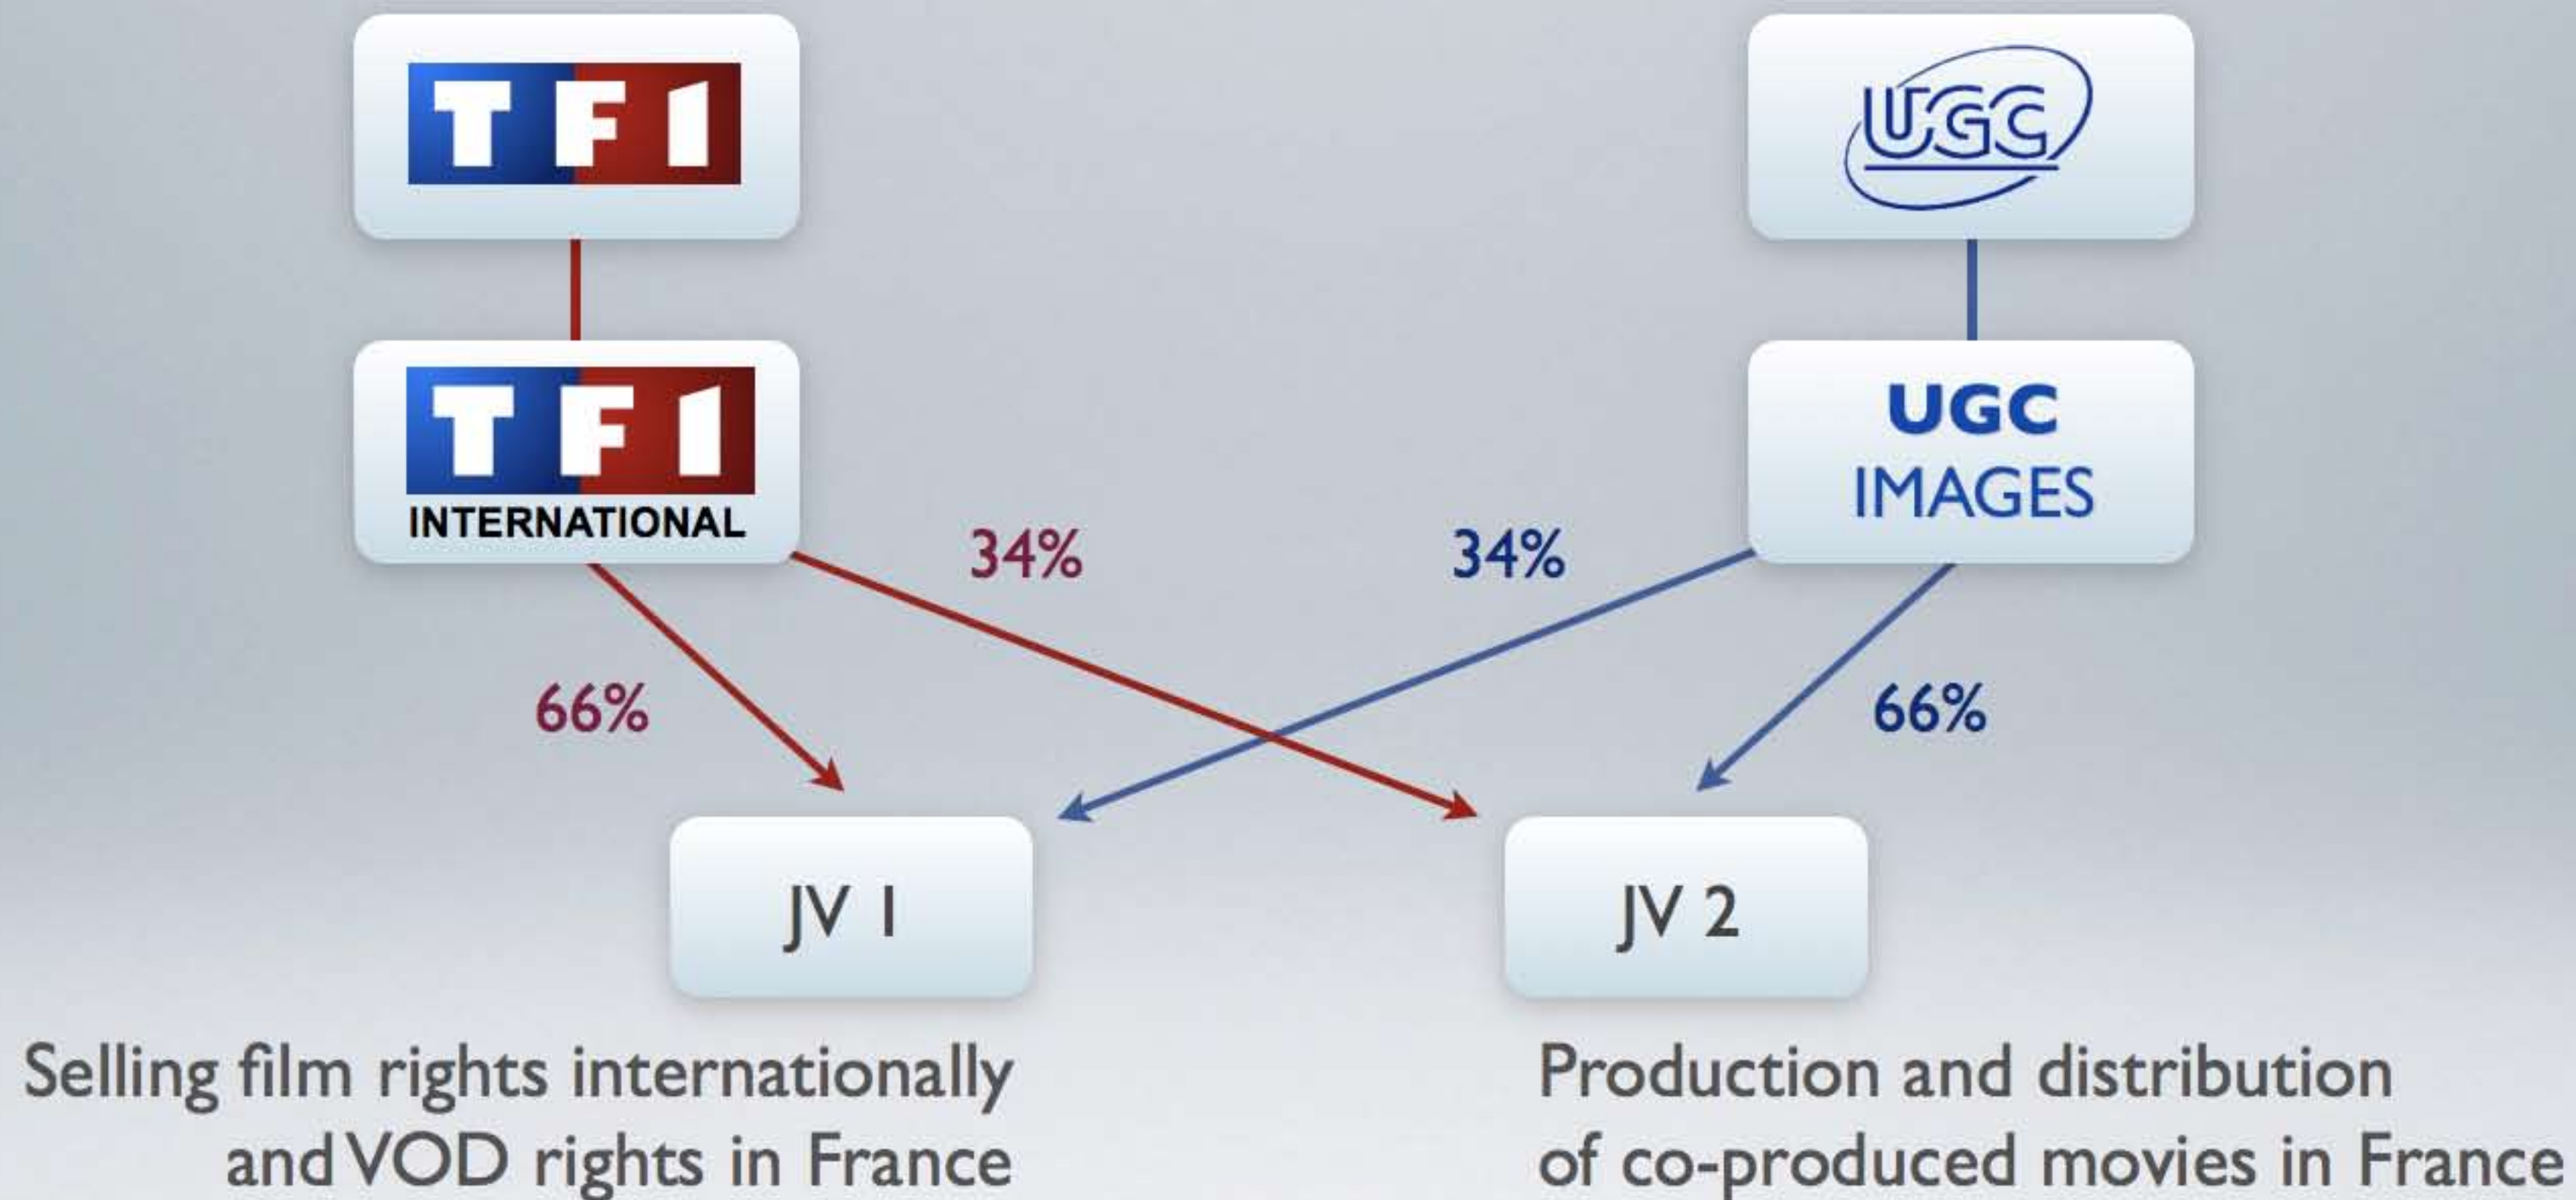 TF1
UGC
TF1
INTERNATIONAL
UGC
IMAGES
34%
34%
66%
66%
JV 1
JV 2
Selling film rights internationally
and VOD rights in France
Production and distribution
of co-produced movies in France